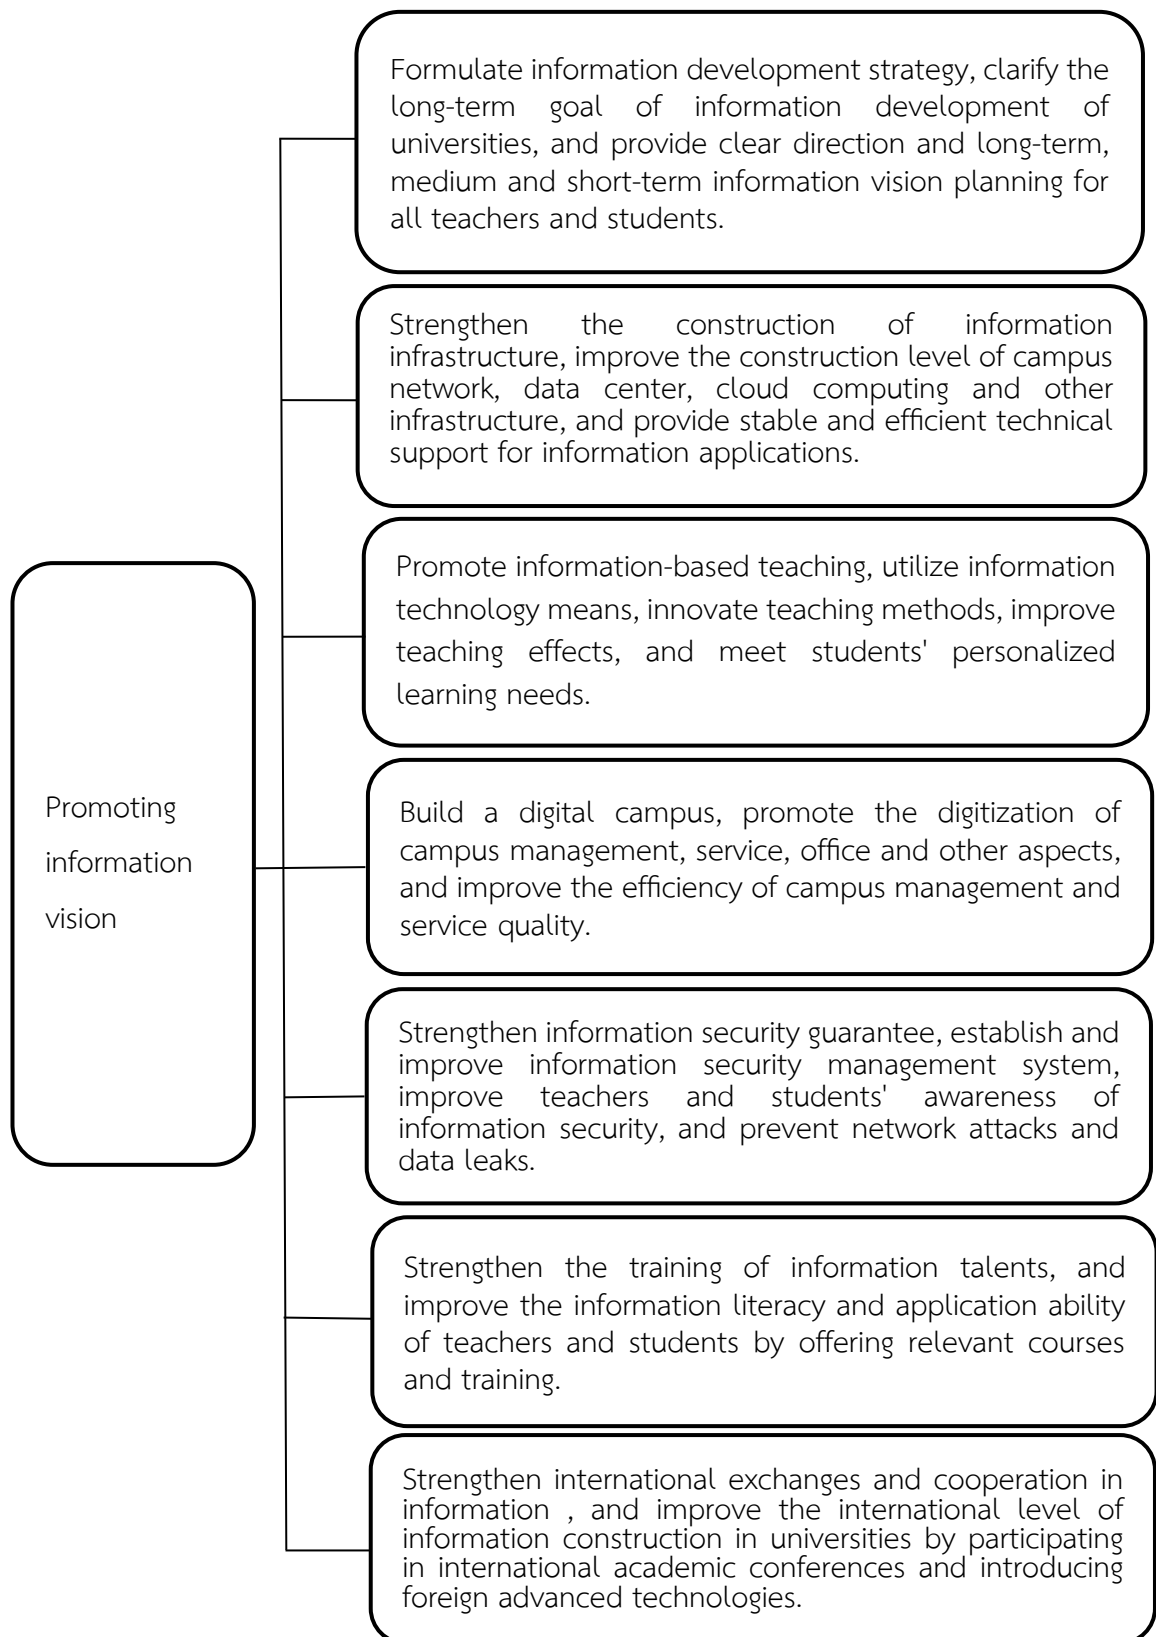 Formulate information development strategy, clarify the
long-term goal of information development of
universities, and provide clear direction and long-term,
medium and short-term information vision planning for
all teachers and students.
Strengthen the construction of information
infrastructure, improve the construction level of campus
network, data center, cloud computing and other
infrastructure, and provide stable and efficient technical
support for information applications.
Promote information-based teaching, utilize information
technology means, innovate teaching methods, improve
teaching effects, and meet students' personalized
learning needs.
Promoting
information
vision
Build a digital campus, promote the digitization of
campus management, service, office and other aspects,
and improve the efficiency of campus management and
service quality.
Strengthen information security guarantee, establish and
improve information security management system,
improve teachers and students' awareness of
information security, and prevent network attacks and
data leaks.
Strengthen the training of information talents, and
improve the information literacy and application ability
of teachers and students by offering relevant courses
and training.
Strengthen international exchanges and cooperation in
information , and improve the international level of
information construction in universities by participating
in international academic conferences and introducing
foreign advanced technologies.